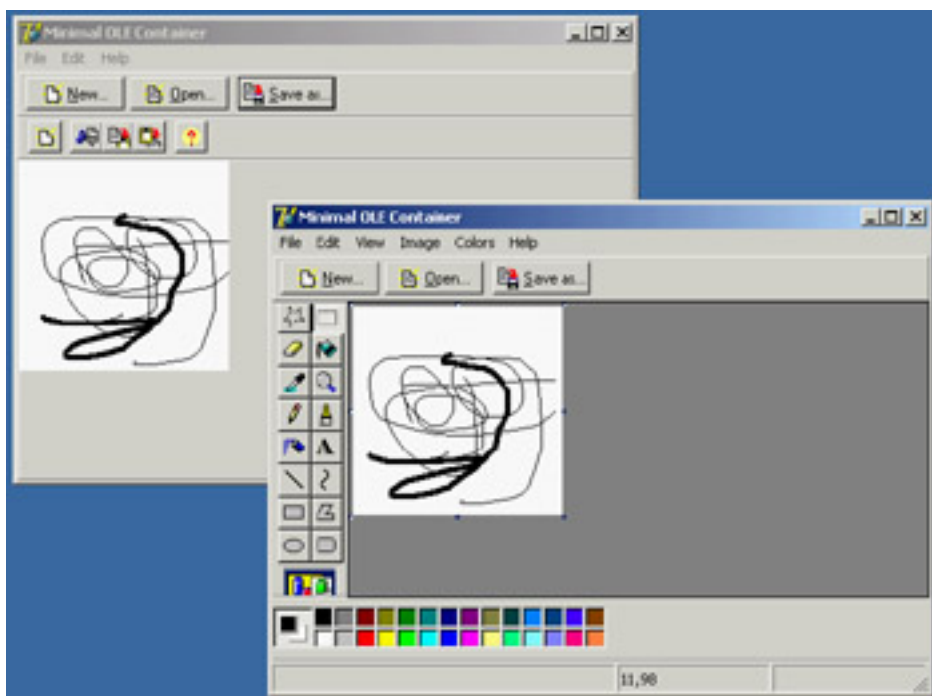 Minimal OLE Container
File Edit Help
New... Open... Save as...
Minimal OLE Container
File Edit View Image Colors Help
New... Open... Save as...
A
11,98